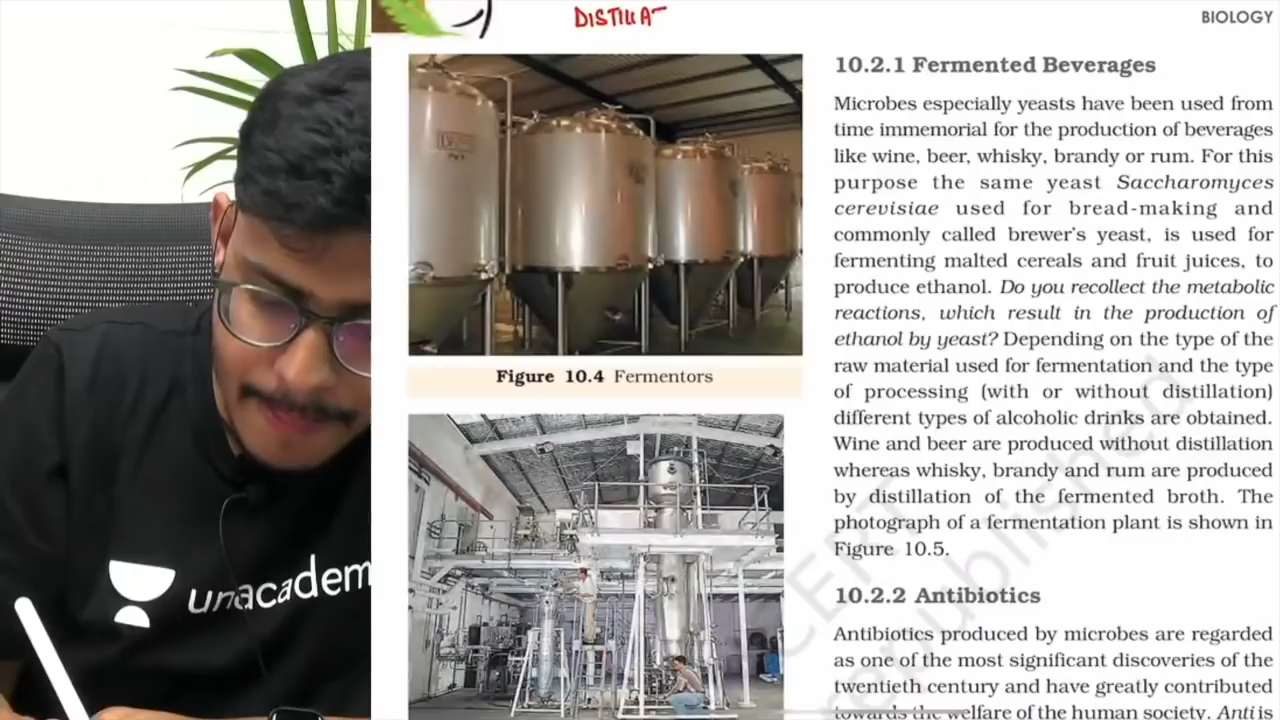 DISTILLAT
BIOLOGY
10.2.1 Fermented Beverages
Microbes especially yeasts have been used from
time immemorial for the production of beverages
like wine, beer, whisky, brandy or rum. For this
purpose the same yeast Saccharomyces
cerevisiae used for bread-making and
commonly called brewer's yeast, is used for
fermenting malted cereals and fruit juices, to
produce ethanol. Do you recollect the metabolic
reactions, which result in the production of
ethanol by yeast? Depending on the type of the
raw material used for fermentation and the type
of processing (with or without distillation)
different types of alcoholic drinks are obtained.
Wine and beer are produced without distillation
whereas whisky, brandy and rum are produced
by distillation of the fermented broth. The
photograph of a fermentation plant is shown in
Figure 10.5.
10.2.2 Antibiotics
Antibiotics produced by microbes are regarded
as one of the most significant discoveries of the
twentieth century and have greatly contributed
towards the welfare of the human society. Anti is
Figure 10.4 Fermentors
unacadem